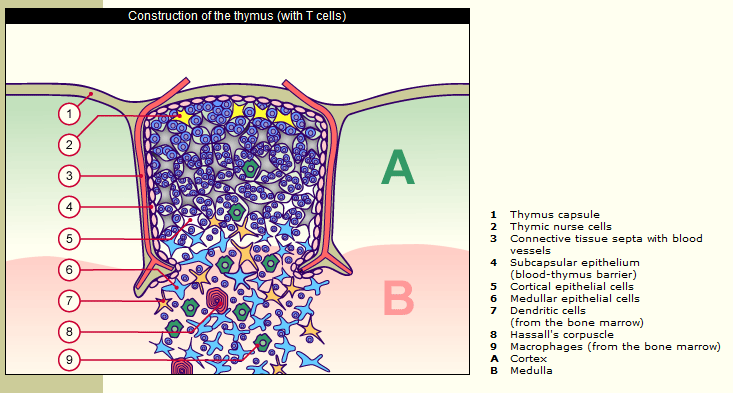 Construction of the thymus (with T cells)
1
2
3
4
5
6
7
8
9
A
B
1 Thymus capsule
2 Thymic nurse cells
3 Connective tissue septa with blood
vessels
4 Subcapsular epithelium
(blood-thymus barrier)
5 Cortical epithelial cells
6 Medullar epithelial cells
7 Dendritic cells
(from the bone marrow)
8 Hassall's corpuscle
9 Macrophages (from the bone marrow)
A Cortex
B Medulla